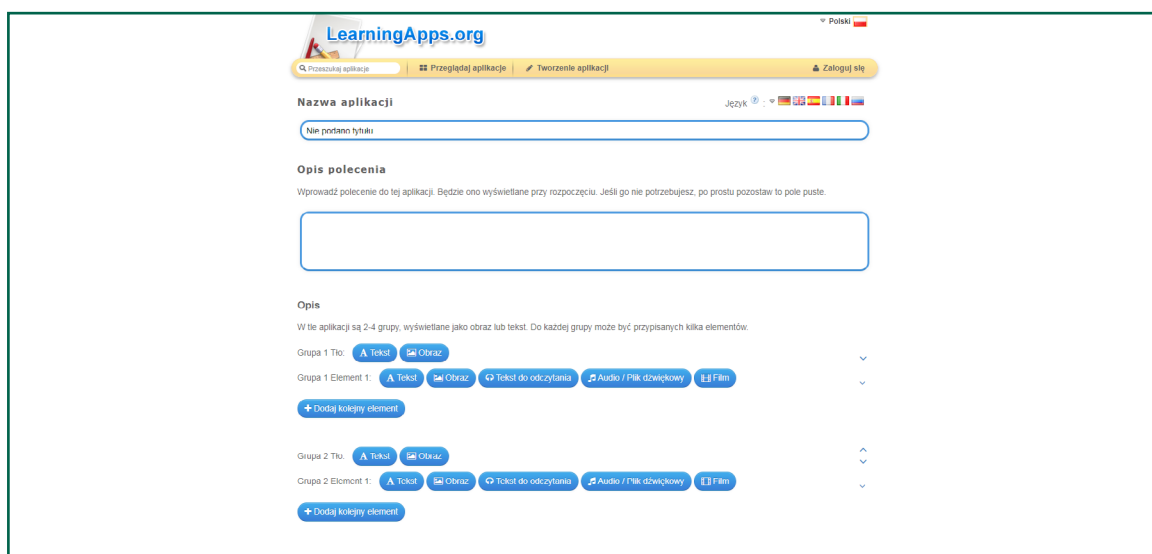 Polski
LearningApps.org
Przeszukaj aplikacje Przeglądaj aplikacje Tworzenie aplikacji Zaloguj się
Nazwa aplikacji Język ? :
Nie podano tytułu
Opis polecenia
Wprowadź polecenie do tej aplikacji. Będzie ono wyświetlane przy rozpoczęciu. Jeśli go nie potrzebujesz, po prostu pozostaw to pole puste.
Opis
W tle aplikacji są 2-4 grupy, wyświetlane jako obraz lub tekst. Do każdej grupy może być przypisanych kilka elementów.
Grupa 1 Tło: A Tekst Obraz
Grupa 1 Element 1: A Tekst Obraz Tekst do odczytania Audio / Plik dźwiękowy Film
+ Dodaj kolejny element
Grupa 2 Tło: A Tekst Obraz
Grupa 2 Element 1: A Tekst Obraz Tekst do odczytania Audio / Plik dźwiękowy Film
+ Dodaj kolejny element